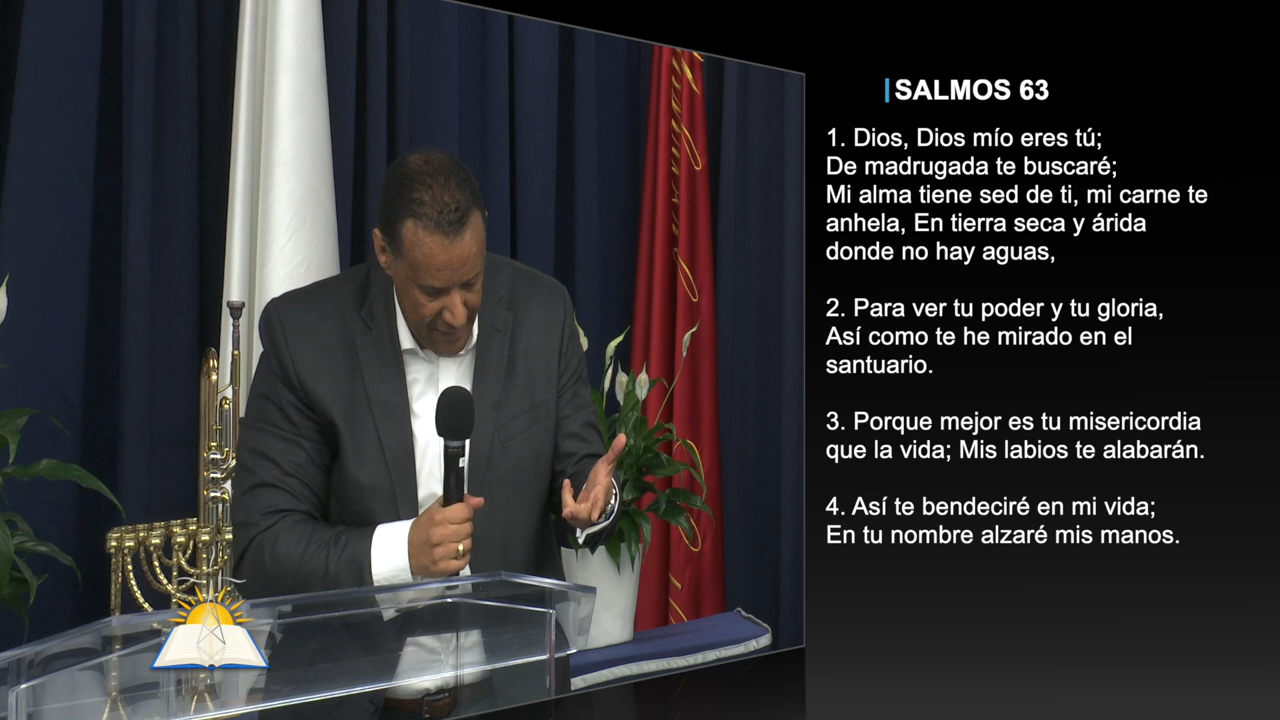 SALMOS 63
1. Dios, Dios mío eres tú;
De madrugada te buscaré;
Mi alma tiene sed de ti, mi carne te
anhela, En tierra seca y árida
donde no hay aguas,
2. Para ver tu poder y tu gloria,
Así como te he mirado en el
santuario.
3. Porque mejor es tu misericordia
que la vida; Mis labios te alabarán.
4. Así te bendeciré en mi vida;
En tu nombre alzaré mis manos.